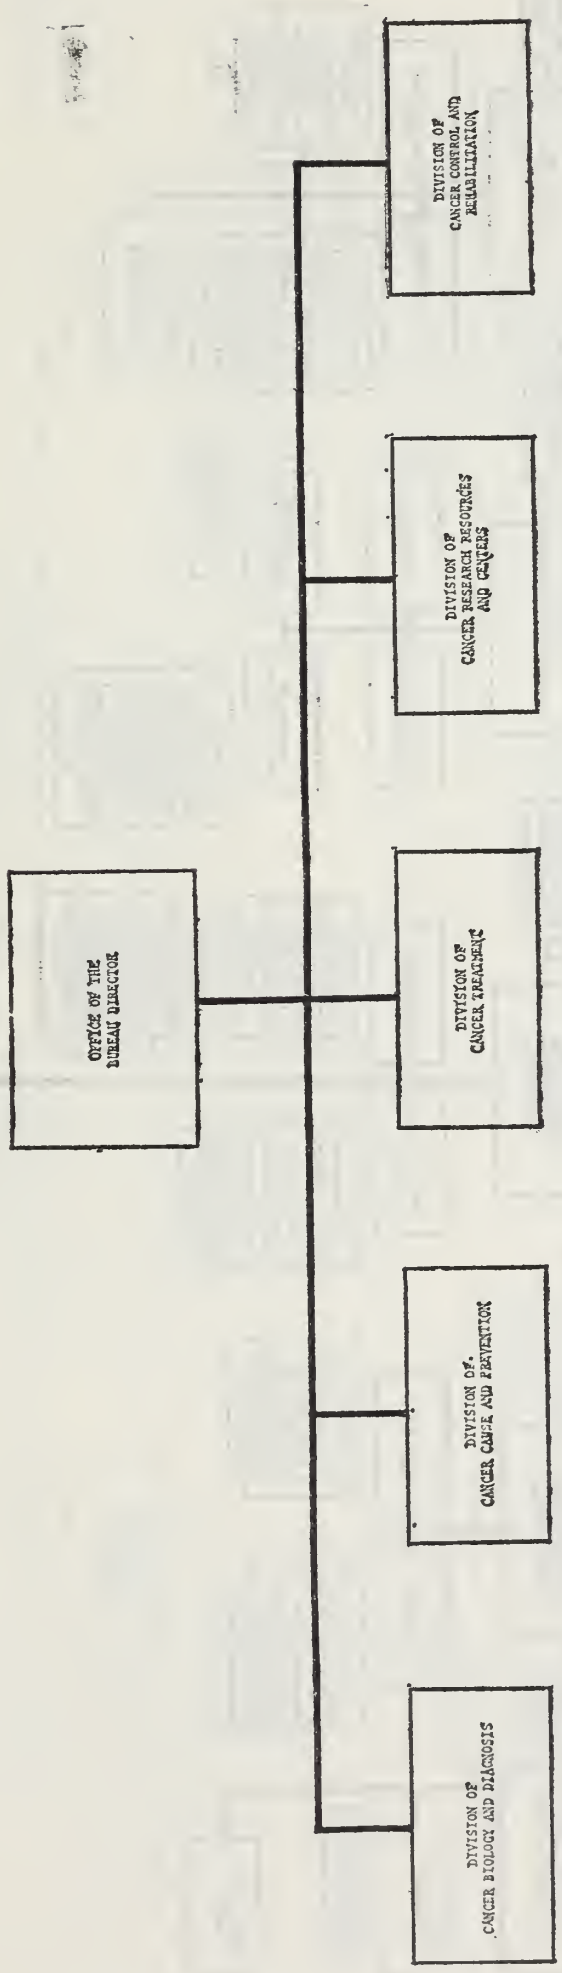 OFFICE OF THE
BUREAU DIRECTOR
DIVISION OF
CANCER BIOLOGY AND DIAGNOSIS
DIVISION OF.
CANCER CAUSE AND PREVENTION
DIVISION OF
CANCER TREATMENT
DIVISION OF
CANCER RESEARCH RESOURCES
AND CENTERS
DIVISION OF
CANCER CONTROL AND
REHABILITATION